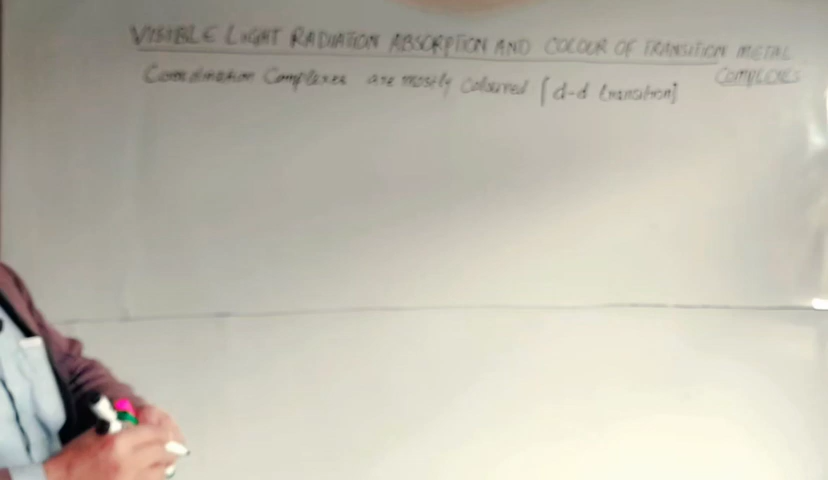 VISIBLE LIGHT RADIATION ABSORPTION AND COLOUR OF TRANSITION METAL
COMPLEXES
Coordination Complexes are mostly Coloured [d-d transition]